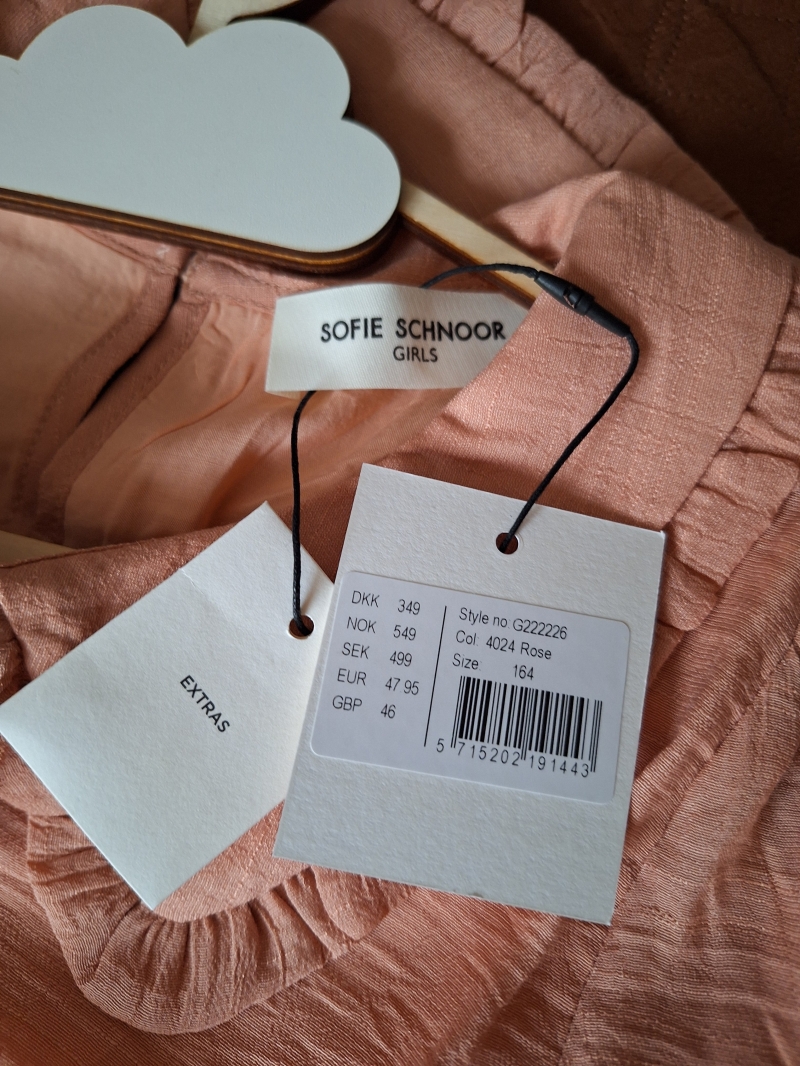 SOFIE SCHNOOR
GIRLS
EXTRAS
DKK 349
NOK 549
SEK 499
EUR 47 95
GBP 46
Style no G222226
Col: 4024 Rose
Size: 164
5 715202 191443